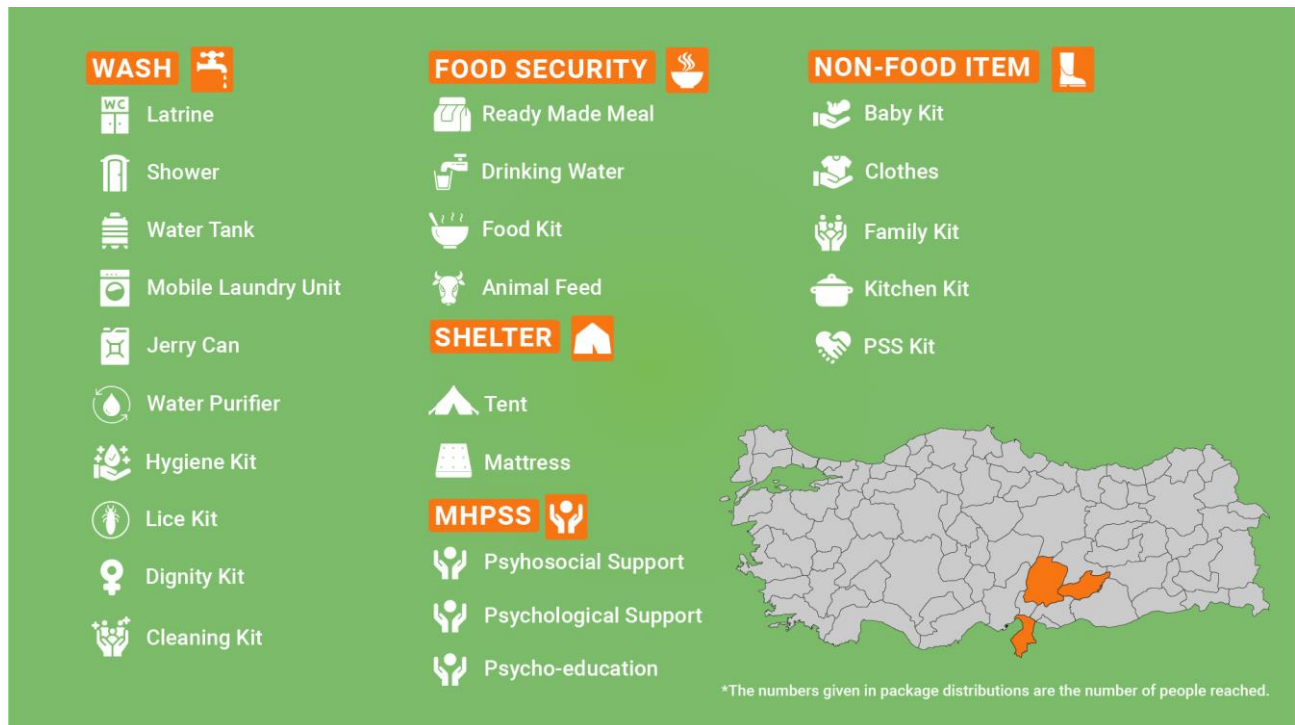 WASH
WC
Latrine
Shower
Water Tank
Mobile Laundry Unit
Jerry Can
Water Purifier
Hygiene Kit
Lice Kit
Dignity Kit
Cleaning Kit
FOOD SECURITY
Ready Made Meal
Drinking Water
Food Kit
Animal Feed
SHELTER
Tent
Mattress
MHPSS
Psyhosocial Support
Psychological Support
Psycho-education
NON-FOOD ITEM
Baby Kit
Clothes
Family Kit
Kitchen Kit
PSS Kit
*The numbers given in package distributions are the number of people reached.